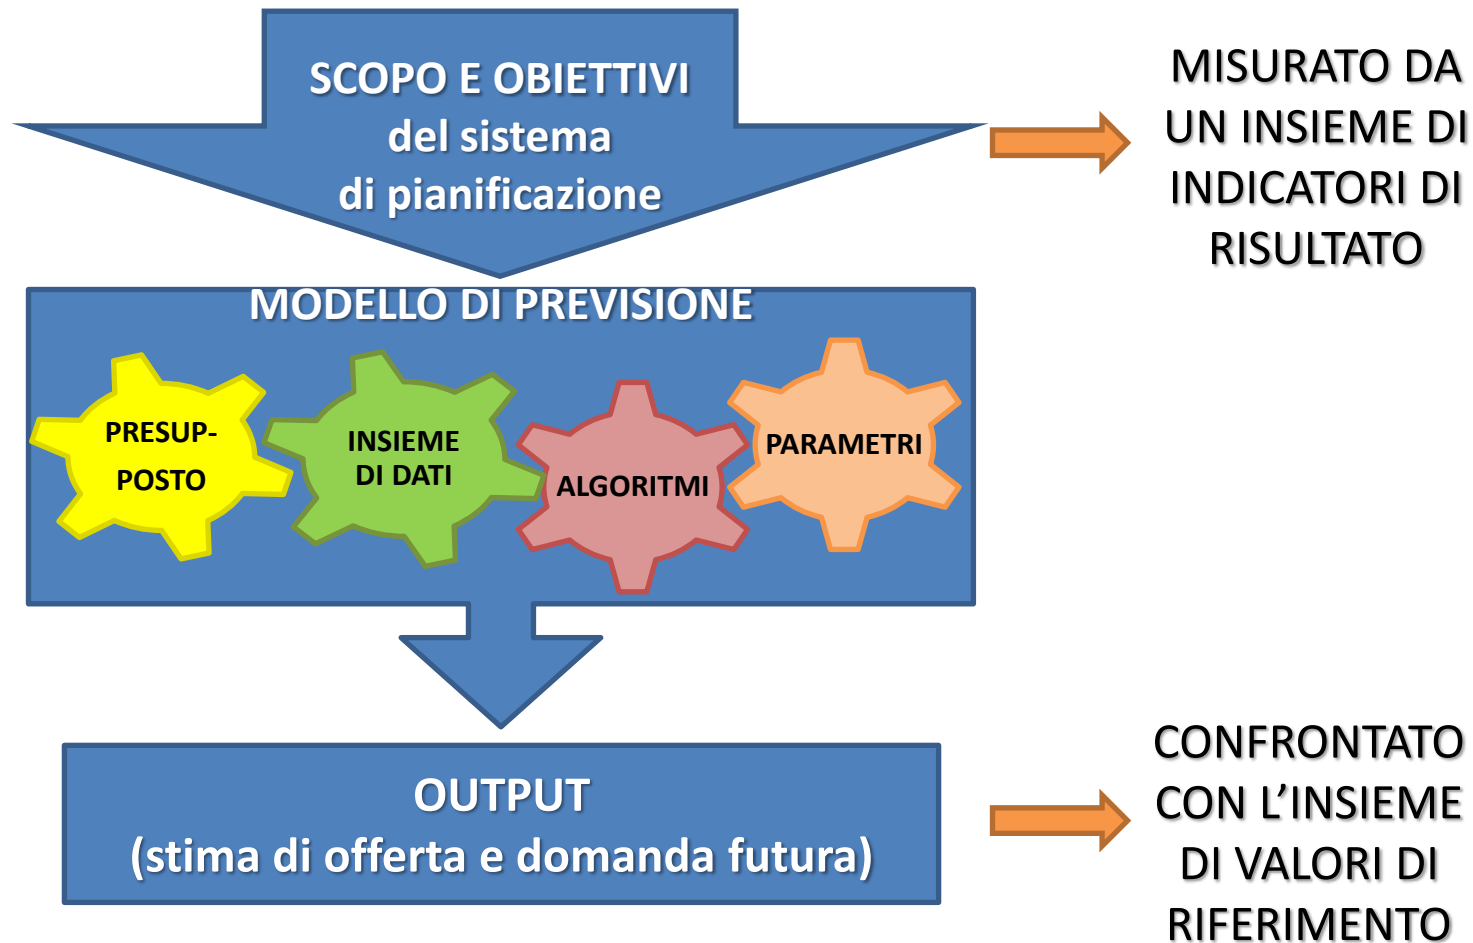 SCOPO E OBIETTIVI
del sistema
di pianificazione
MISURATO DA
UN INSIEME DI
INDICATORI DI
RISULTATO
MODELLO DI PREVISIONE
PRESUP-
POSTO
INSIEME
DI DATI
ALGORITMI
PARAMETRI
OUTPUT
(stima di offerta e domanda futura)
CONFRONTATO
CON L’INSIEME
DI VALORI DI
RIFERIMENTO